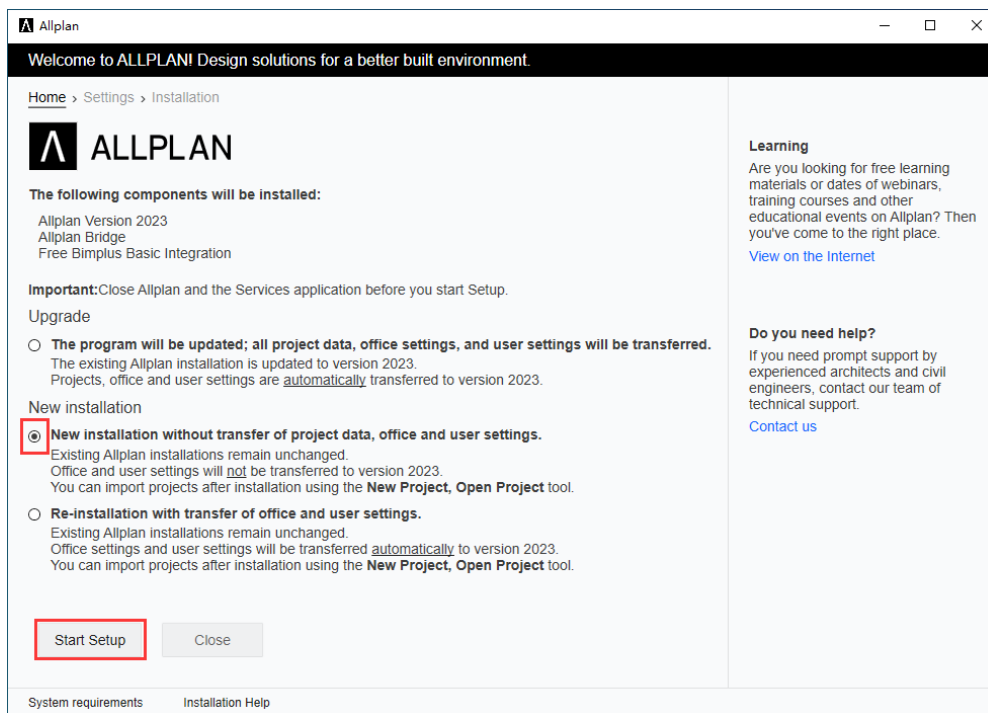 Allplan
Welcome to ALLPLAN! Design solutions for a better built environment.
Home › Settings › Installation
ALLPLAN
The following components will be installed:
Allplan Version 2023
Allplan Bridge
Free Bimplus Basic Integration
Important:Close Allplan and the Services application before you start Setup.
Upgrade
The program will be updated; all project data, office settings, and user settings will be transferred.
The existing Allplan installation is updated to version 2023.
Projects, office and user settings are automatically transferred to version 2023.
New installation
New installation without transfer of project data, office and user settings.
Existing Allplan installations remain unchanged.
Office and user settings will not be transferred to version 2023.
You can import projects after installation using the New Project, Open Project tool.
Re-installation with transfer of office and user settings.
Existing Allplan installations remain unchanged.
Office settings and user settings will be transferred automatically to version 2023.
You can import projects after installation using the New Project, Open Project tool.
Start Setup
Close
Learning
Are you looking for free learning
materials or dates of webinars,
training courses and other
educational events on Allplan? Then
you've come to the right place.
View on the Internet
Do you need help?
If you need prompt support by
experienced architects and civil
engineers, contact our team of
technical support.
Contact us
System requirements
Installation Help